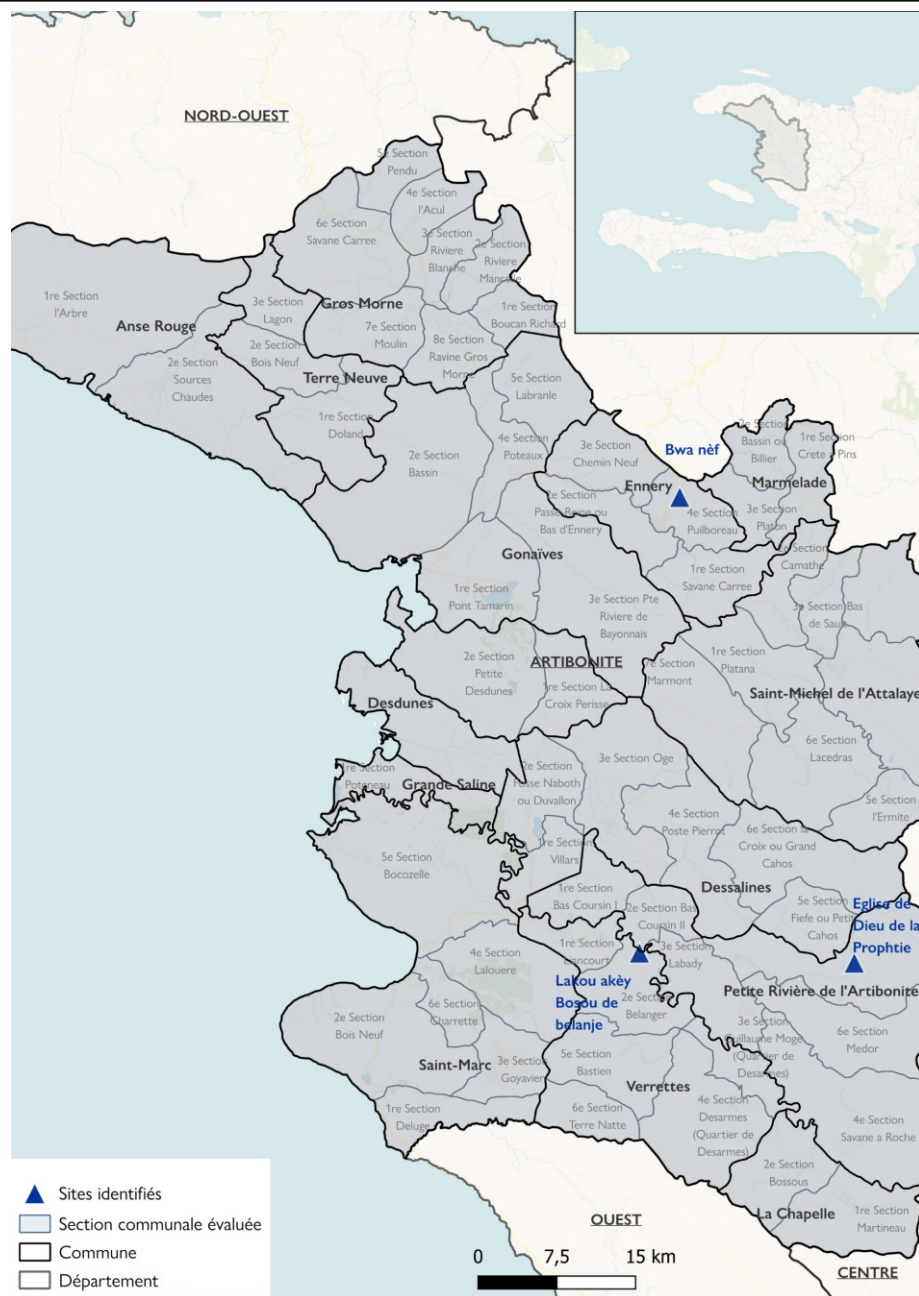 NORD-OUEST
5e Section
Pendu
4e Section
l'Acul
6e Section
Savane Carree
3e Section
Riviere
Blanche
2e Section
Riviere
Mancelle
1re Section
l'Arbre
Anse Rouge
3e Section
Lagon
Gros Morne
1re Section
Boucan Richard
7e Section
Moulin
8e Section
Ravine Gros
Morne
2e Section
Bois Neuf
2e Section
Sources
Chaudes
Terre Neuve
5e Section
Labranle
1re Section
Doland
2e Section
Bassin
4e Section
Poteaux
3e Section
Chemin Neuf
Bwa nèf
2e Section
Bassin ou
Billier
1re Section
Crete a Pins
Ennery
Marmelade
2e Section
Passe Reine ou
Bas d'Ennery
4e Section
Puilboreau
3e Section
Platon
Gonaïves
1re Section
Savane Carree
2e Section
Camathe
1re Section
Pont Tamarin
3e Section Pte
Riviere de
Bayonnais
3e Section Bas
de Saut
2e Section
Petite
Desdunes
ARTIBONITE
7e Section
Marmont
1re Section
Platana
1re Section La
Croix Perisse
Saint-Michel de l'Attalaye
Desdunes
6e Section
Lacedras
1re Section
Poteneau
Grande Saline
2e Section
Fosse Naboth
ou Duvallon
3e Section Oge
5e Section
l'Ermite
4e Section
Poste Pierrot
6e Section la
Croix ou Grand
Cahos
5e Section
Bocozelle
1re Section
Villars
Dessalines
1re Section
Bas Coursin I
2e Section Bas
Coursin II
5e Section
Fiefe ou Petit
Cahos
Eglise de
Dieu de la
Prophtie
4e Section
Lalouere
1re Section
Liancourt
3e Section
Labady
Lakou akèy
Bosou de
belanje
Petite Rivière de l'Artibonite
2e Section
Belanger
2e Section
Bois Neuf
6e Section
Charrette
3e Section
Guillaume Moge
(Quartier de
Desarmes)
6e Section
Medor
Saint-Marc
3e Section
Goyavier
5e Section
Bastien
Verrettes
1re Section
Deluge
6e Section
Terre Natte
4e Section
Desarmes
(Quartier de
Desarmes)
4e Section
Savane a Roche
2e Section
Bossous
La Chapelle
1re Section
Martineau
OUEST
CENTRE
Sites identifiés
Section communale évaluée
Commune
Département
0 7,5 15 km